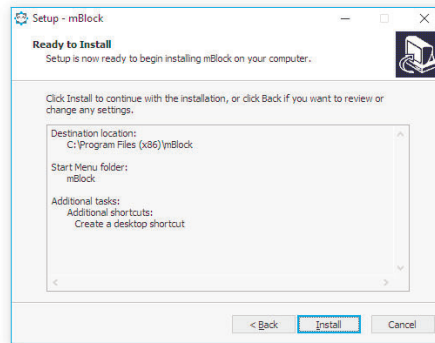 Setup - mBlock
Ready to Install
Setup is now ready to begin installing mBlock on your computer.
Click Install to continue with the installation, or click Back if you want to review or
change any settings.
Destination location:
C:\Program Files (x86)\mBlock
Start Menu folder:
mBlock
Additional tasks:
Additional shortcuts:
Create a desktop shortcut
< Back
Install
Cancel